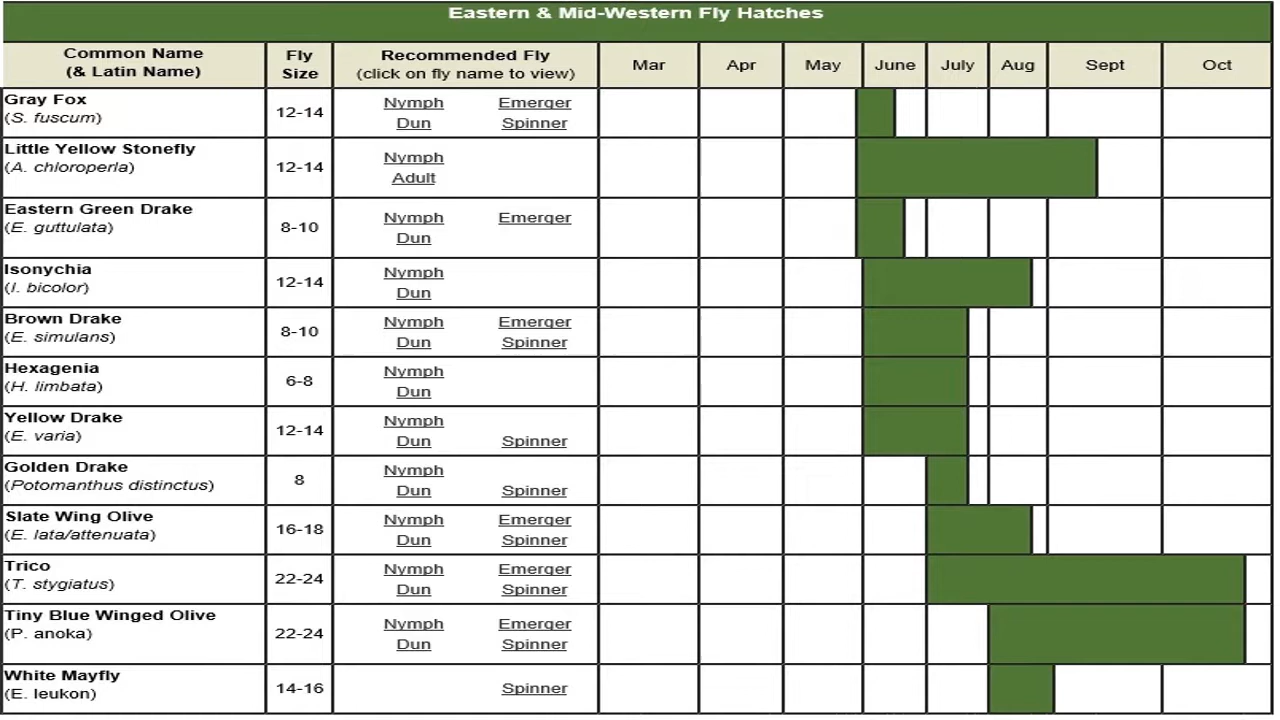 Eastern & Mid-Western Fly Hatches
Common Name
(& Latin Name)
Fly
Size
Recommended Fly
(click on fly name to view)
Mar
Apr
May
June
July
Aug
Sept
Oct
Gray Fox
(S. fuscum)
12-14
Nymph Emerger
Dun Spinner
Little Yellow Stonefly
(A. chloroperla)
12-14
Nymph
Adult
Eastern Green Drake
(E. guttulata)
8-10
Nymph Emerger
Dun
Isonychia
(I. bicolor)
12-14
Nymph
Dun
Brown Drake
(E. simulans)
8-10
Nymph Emerger
Dun Spinner
Hexagenia
(H. limbata)
6-8
Nymph
Dun
Yellow Drake
(E. varia)
12-14
Nymph
Dun Spinner
Golden Drake
(Potomanthus distinctus)
8
Nymph
Dun Spinner
Slate Wing Olive
(E. lata/attenuata)
16-18
Nymph Emerger
Dun Spinner
Trico
(T. stygiatus)
22-24
Nymph Emerger
Dun Spinner
Tiny Blue Winged Olive
(P. anoka)
22-24
Nymph Emerger
Dun Spinner
White Mayfly
(E. leukon)
14-16
Spinner